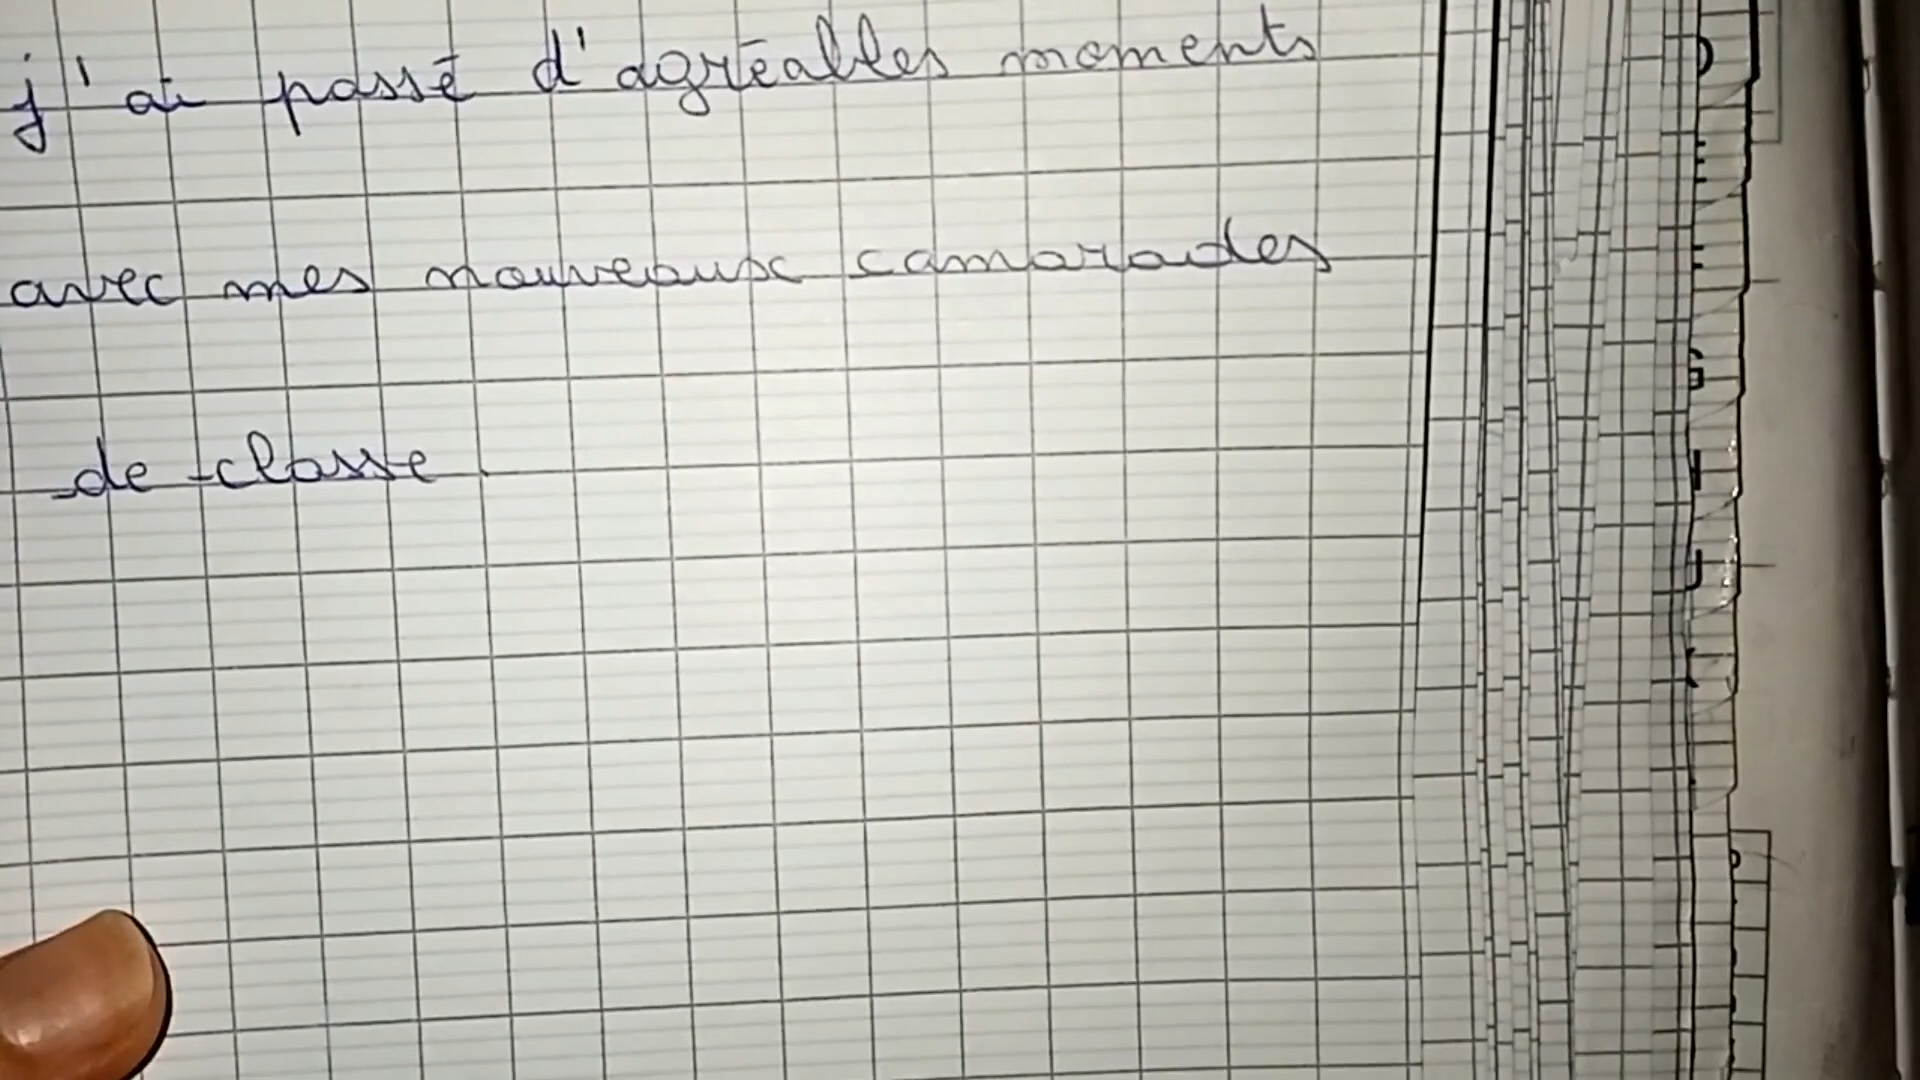 j'ai passé d'agréables moments
avec mes nouveaux camarades
de classe.